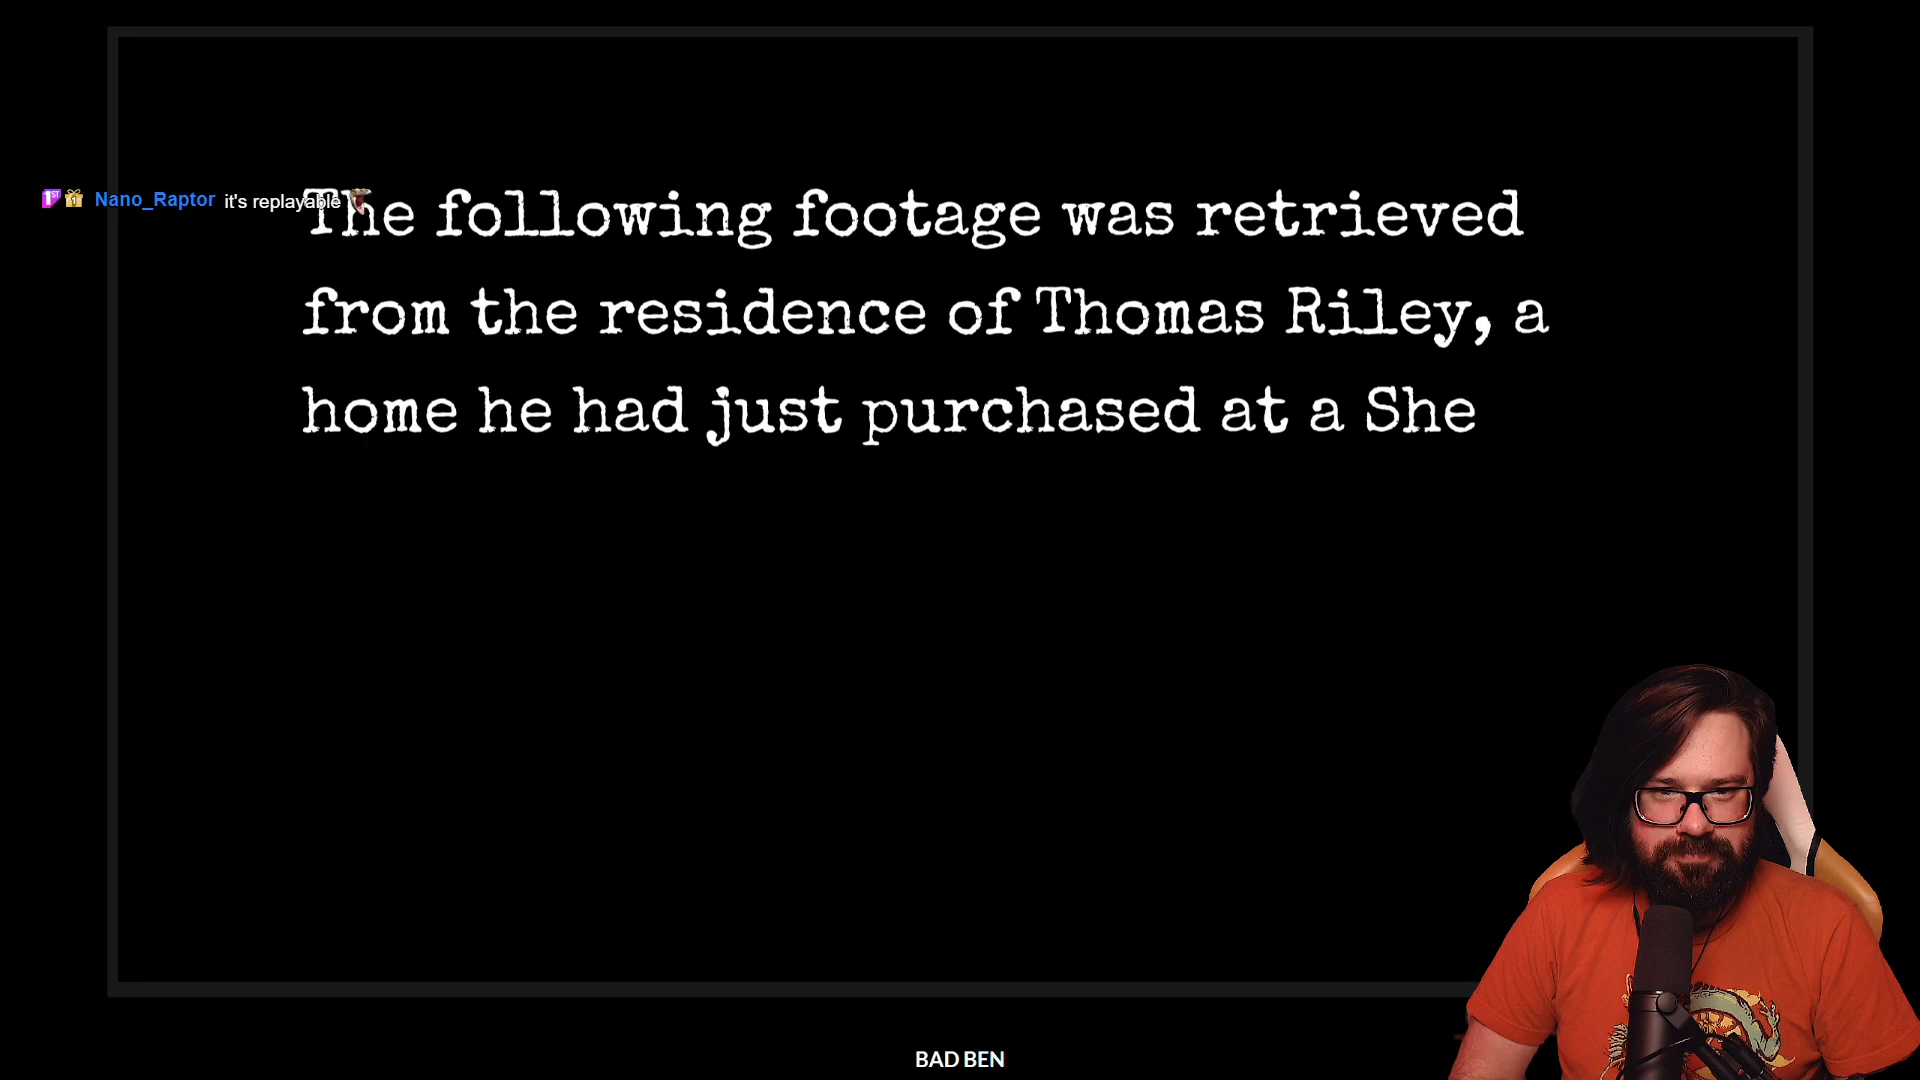 Nano_Raptor it's replayable
The following footage was retrieved
from the residence of Thomas Riley, a
home he had just purchased at a She
BAD BEN